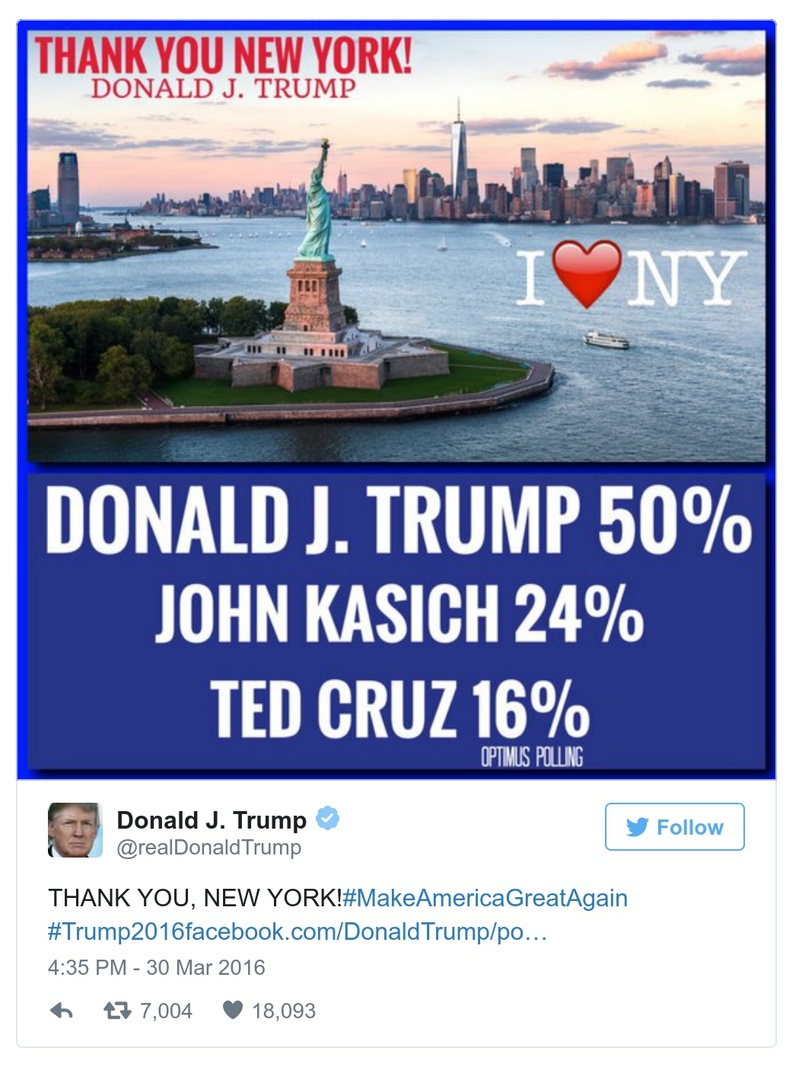 THANK YOU NEW YORK!
DONALD J. TRUMP
I ❤ NY
DONALD J. TRUMP 50%
JOHN KASICH 24%
TED CRUZ 16%
OPTIMUS POLLING
Donald J. Trump
@realDonaldTrump
Follow
THANK YOU, NEW YORK!#MakeAmericaGreatAgain
#Trump2016facebook.com/DonaldTrump/po…
4:35 PM - 30 Mar 2016
7,004 18,093